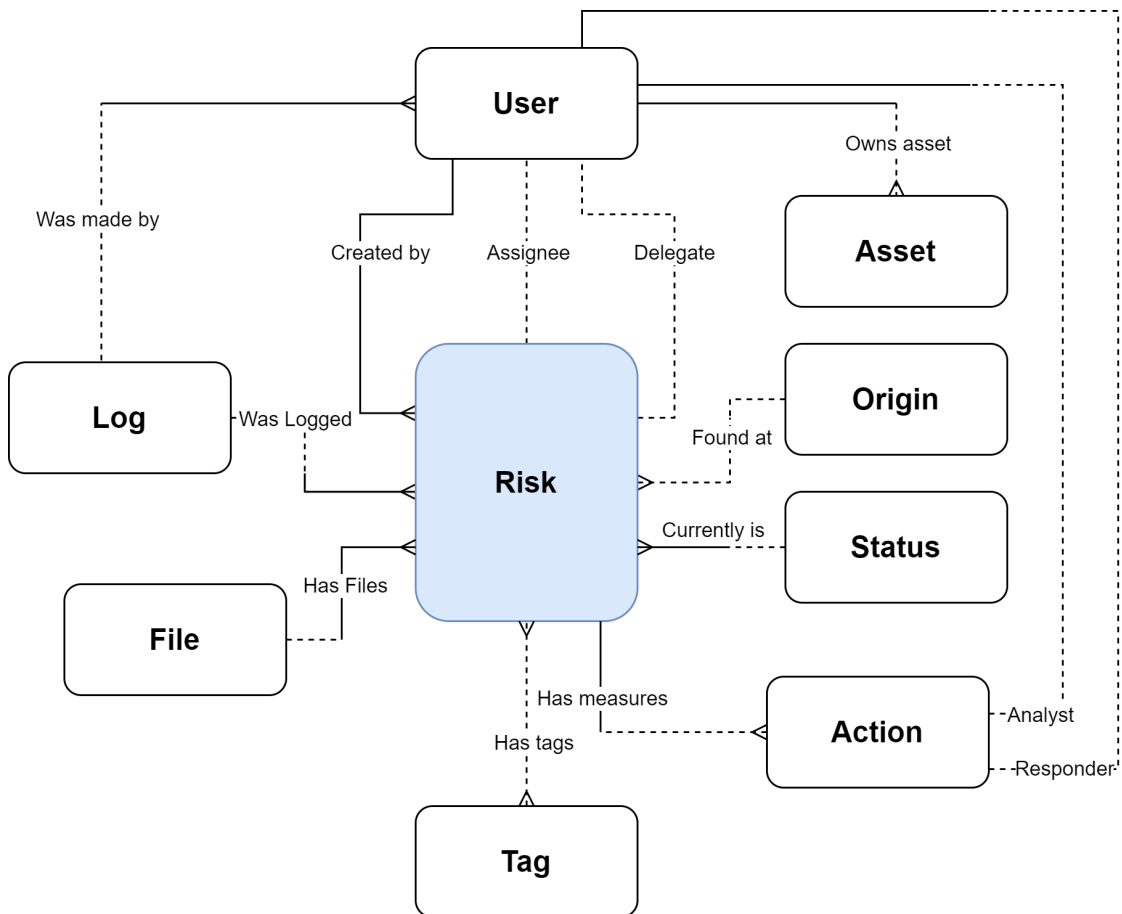 User
Owns asset
Was made by
Created by
Assignee
Delegate
Asset
Origin
Log
Was Logged
Found at
Risk
Currently is
Status
Has Files
File
Has measures
Analyst
Action
Has tags
Responder
Tag